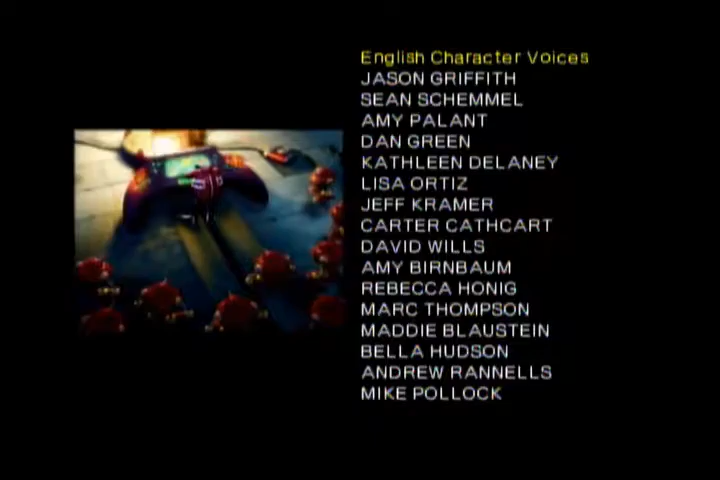 English Character Voices
JASON GRIFFITH
SEAN SCHEMMEL
AMY PALANT
DAN GREEN
KATHLEEN DELANEY
LISA ORTIZ
JEFF KRAMER
CARTER CATHCART
DAVID WILLS
AMY BIRNBAUM
REBECCA HONIG
MARC THOMPSON
MADDIE BLAUSTEIN
BELLA HUDSON
ANDREW RANNELLS
MIKE POLLOCK